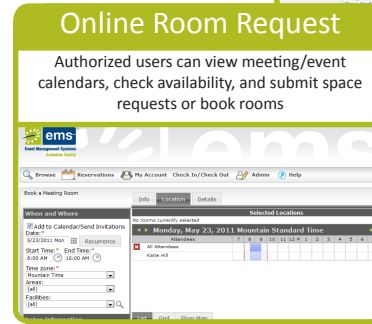 Online Room Request
Authorized users can view meeting/event
calendars, check availability, and submit space
requests or book rooms
ems
Event Management Systems
Schedule Clarity
Browse Reservations My Account Check In/Check Out Admin Help
Book a Meeting Room
Info Location Details
When and Where
Selected Locations
Add to Calendar/Send Invitations
No rooms currently selected
Date:*
Monday, May 23, 2011 Mountain Standard Time
5/23/2011 Mon Recurrence
Attendees 7 8 9 10 11 12 P 1 2 3 4 5 6
Start Time:* End Time:*
All Attendees
8:00 AM 10:00 AM
Katie Hill
Time zone:*
Mountain Time
Areas:
(all)
Facilities:
(all)
List Grid Floor Map